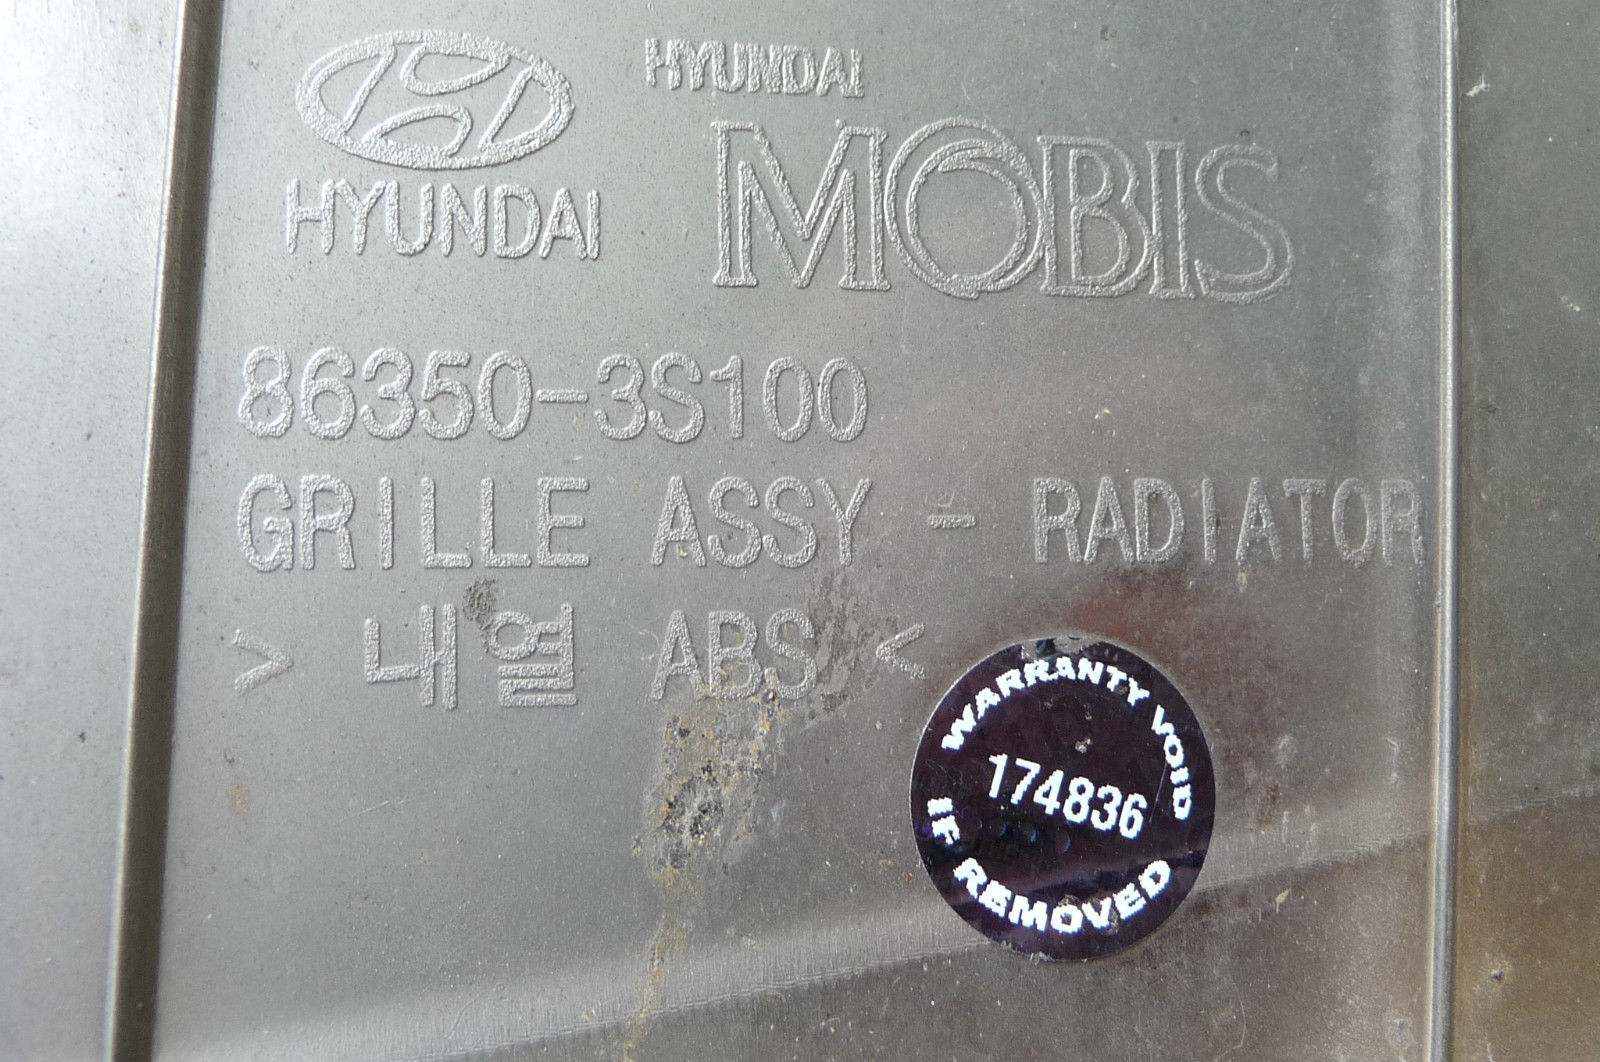 HYUNDAI
HYUNDAI
MOBIS
86350-3S100
GRILLE ASSY - RADIATOR
> 내열 ABS <
WARRANTY VOID
174836
IF REMOVED